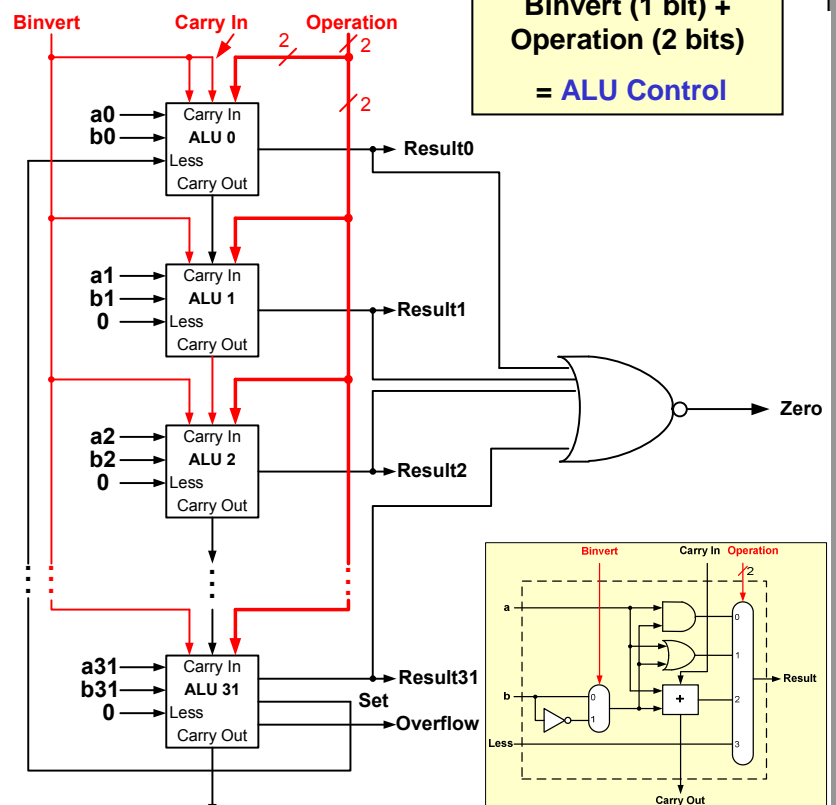 Binvert (1 bit) +
Operation (2 bits)
= ALU Control
Binvert Carry In Operation
2 2
2
a0 Carry In
b0 ALU 0 Result0
Less
Carry Out
a1 Carry In
b1 ALU 1 Result1
0 Less
Carry Out
Zero
a2 Carry In
b2 ALU 2 Result2
0 Less
Carry Out
a31 Carry In
b31 ALU 31 Result31
0 Less Set
Overflow
Carry Out
Binvert Carry In Operation
2
a
0
1
b 0 + 2 Result
1
Less 3
Carry Out